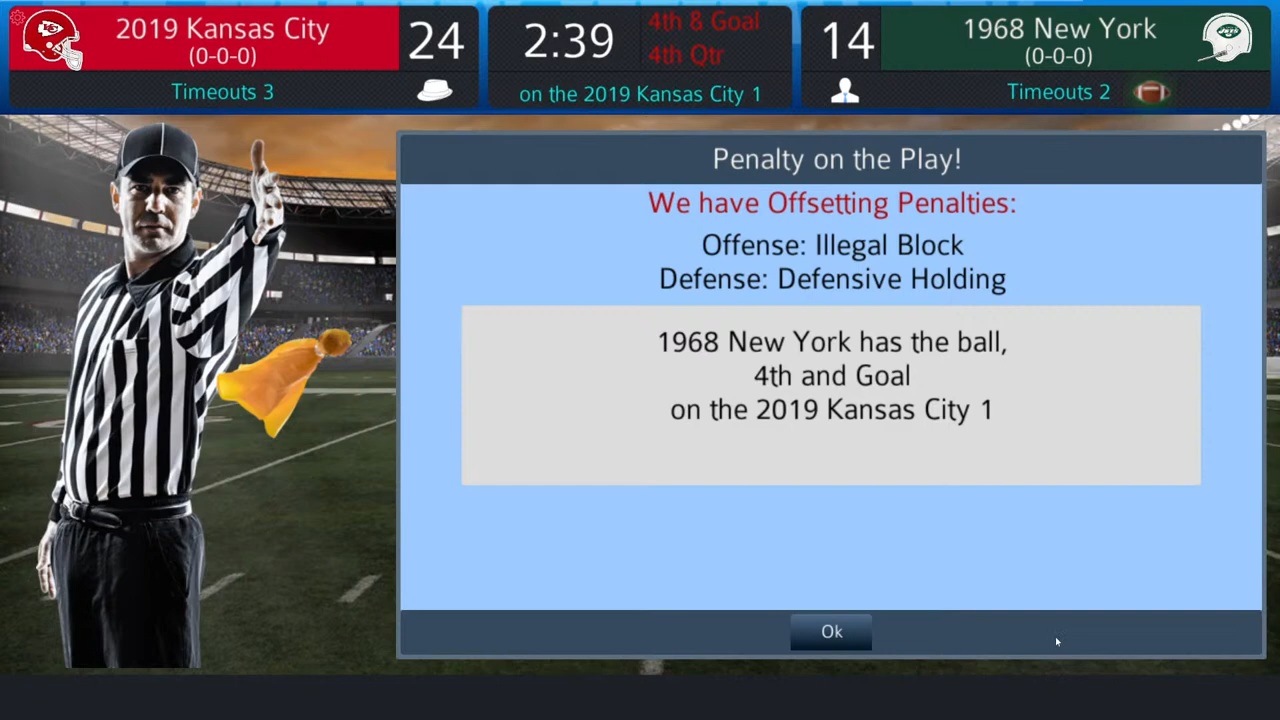 2019 Kansas City
(0-0-0)
Timeouts 3
24
2:39
4th & Goal
4th Qtr
on the 2019 Kansas City 1
14
1968 New York
(0-0-0)
Timeouts 2
JETS
Penalty on the Play!
We have Offsetting Penalties:
Offense: Illegal Block
Defense: Defensive Holding
1968 New York has the ball,
4th and Goal
on the 2019 Kansas City 1
Ok